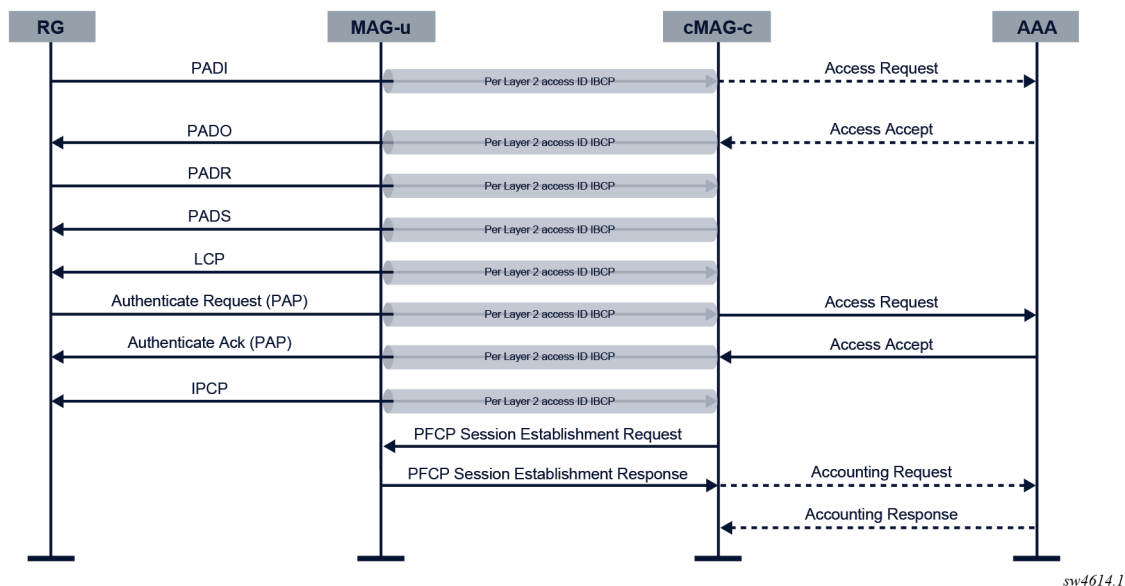 RG MAG-u cMAG-c AAA
PADI Per Layer 2 access ID IBCP Access Request
PADO Per Layer 2 access ID IBCP Access Accept
PADR Per Layer 2 access ID IBCP
PADS Per Layer 2 access ID IBCP
LCP Per Layer 2 access ID IBCP
Authenticate Request (PAP) Per Layer 2 access ID IBCP Access Request
Authenticate Ack (PAP) Per Layer 2 access ID IBCP Access Accept
IPCP Per Layer 2 access ID IBCP
PFCP Session Establishment Request
PFCP Session Establishment Response Accounting Request
Accounting Response
sw4614.1